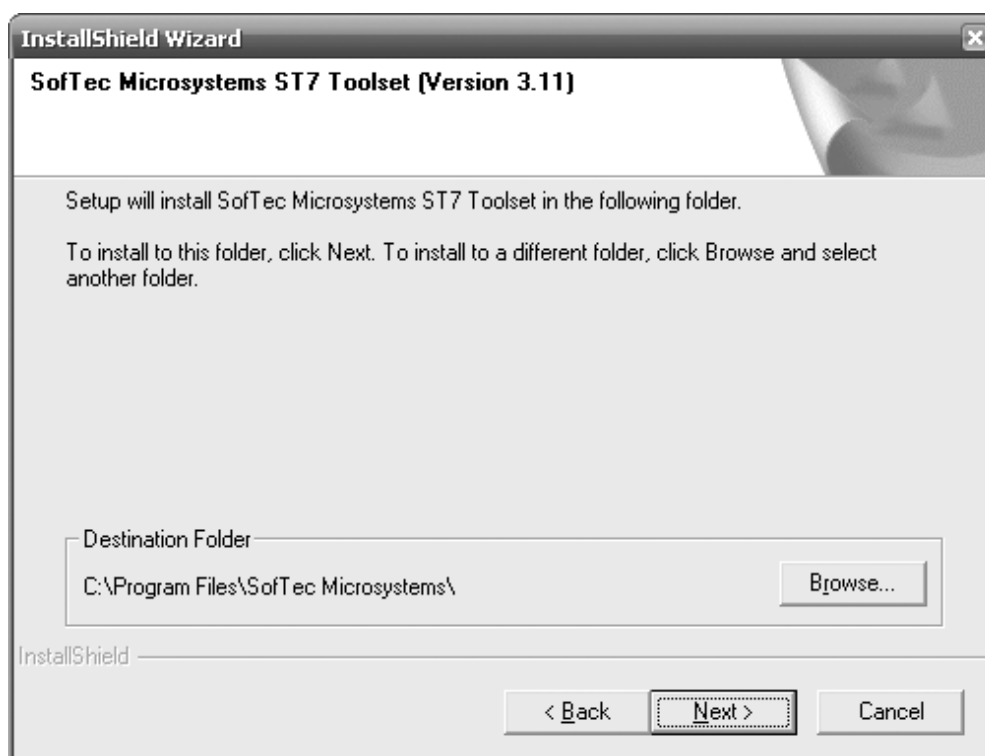 InstallShield Wizard
SofTec Microsystems ST7 Toolset (Version 3.11)
Setup will install SofTec Microsystems ST7 Toolset in the following folder.
To install to this folder, click Next. To install to a different folder, click Browse and select
another folder.
Destination Folder
C:\Program Files\SofTec Microsystems\
Browse...
InstallShield
< Back
Next >
Cancel